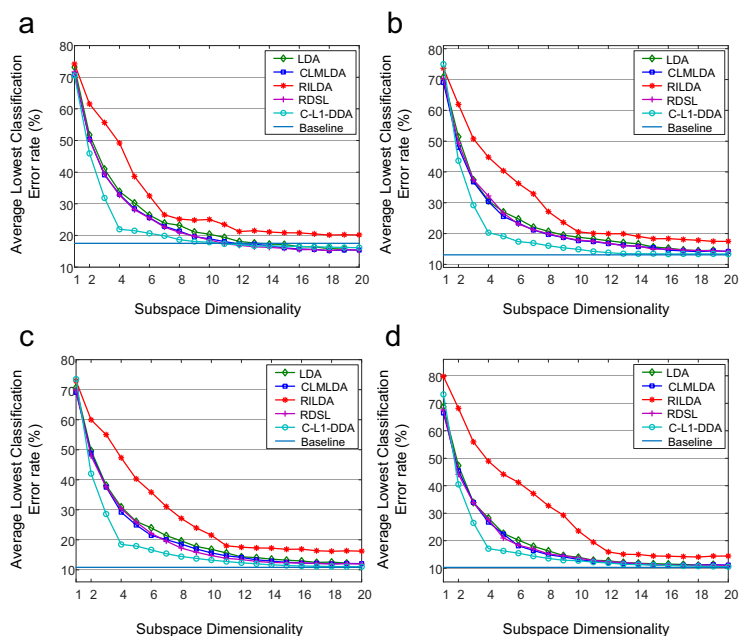 a
80
70
60
50
40
30
20
10
1 2 4 6 8 10 12 14 16 18 20
Average Lowest Classification
Error rate (%)
Subspace Dimensionality
LDA
CLMLDA
RILDA
RDSL
C-L1-DDA
Baseline
b
80
70
60
50
40
30
20
10
1 2 4 6 8 10 12 14 16 18 20
Average Lowest Classification
Error rate (%)
Subspace Dimensionality
LDA
CLMLDA
RILDA
RDSL
C-L1-DDA
Baseline
c
80
70
60
50
40
30
20
10
1 2 4 6 8 10 12 14 16 18 20
Average Lowest Classification
Error rate (%)
Subspace Dimensionality
LDA
CLMLDA
RILDA
RDSL
C-L1-DDA
Baseline
d
80
70
60
50
40
30
20
10
1 2 4 6 8 10 12 14 16 18 20
Average Lowest Classification
Error rate (%)
Subspace Dimensionality
LDA
CLMLDA
RILDA
RDSL
C-L1-DDA
Baseline